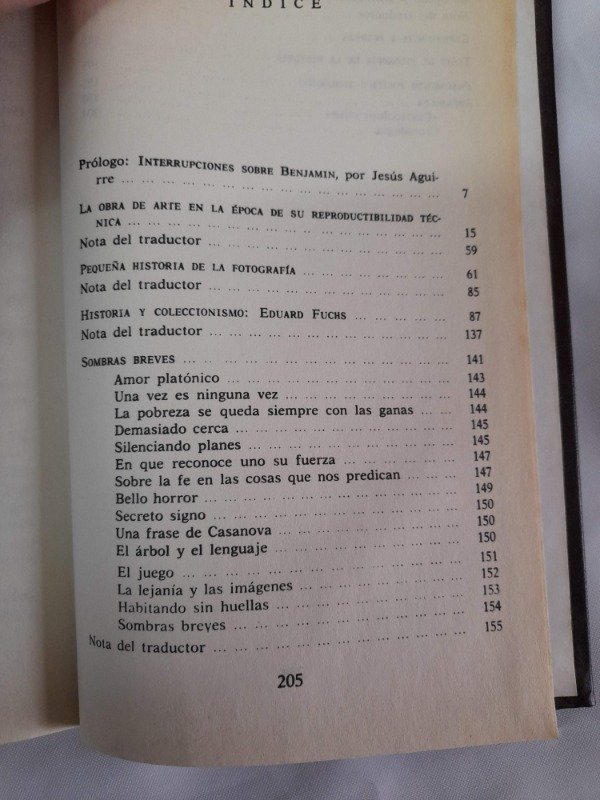 ÍNDICE
Prólogo: INTERRUPCIONES SOBRE BENJAMIN, por Jesús Agui-
rre ... ... ... ... ... ... ... ... ... ... ... ... ... 7
LA OBRA DE ARTE EN LA ÉPOCA DE SU REPRODUCTIBILIDAD TÉC-
NICA ... ... ... ... ... ... ... ... ... ... ... ... ... 15
Nota del traductor ... ... ... ... ... ... ... ... ... 59
PEQUEÑA HISTORIA DE LA FOTOGRAFÍA ... ... ... ... ... 61
Nota del traductor ... ... ... ... ... ... ... ... ... 85
HISTORIA Y COLECCIONISMO: EDUARD FUCHS ... ... ... ... 87
Nota del traductor ... ... ... ... ... ... ... ... ... 137
SOMBRAS BREVES ... ... ... ... ... ... ... ... ... ... 141
Amor platónico ... ... ... ... ... ... ... ... ... 143
Una vez es ninguna vez ... ... ... ... ... ... ... 144
La pobreza se queda siempre con las ganas ... ... 144
Demasiado cerca ... ... ... ... ... ... ... ... ... 145
Silenciando planes ... ... ... ... ... ... ... ... 145
En que reconoce uno su fuerza ... ... ... ... ... 147
Sobre la fe en las cosas que nos predican ... ... 147
Bello horror ... ... ... ... ... ... ... ... ... ... 149
Secreto signo ... ... ... ... ... ... ... ... ... ... 150
Una frase de Casanova ... ... ... ... ... ... ... 150
El árbol y el lenguaje ... ... ... ... ... ... ... 150
El juego ... ... ... ... ... ... ... ... ... ... ... 151
La lejanía y las imágenes ... ... ... ... ... ... 152
Habitando sin huellas ... ... ... ... ... ... ... 153
Sombras breves ... ... ... ... ... ... ... ... ... 154
Nota del traductor ... ... ... ... ... ... ... ... ... 155
205